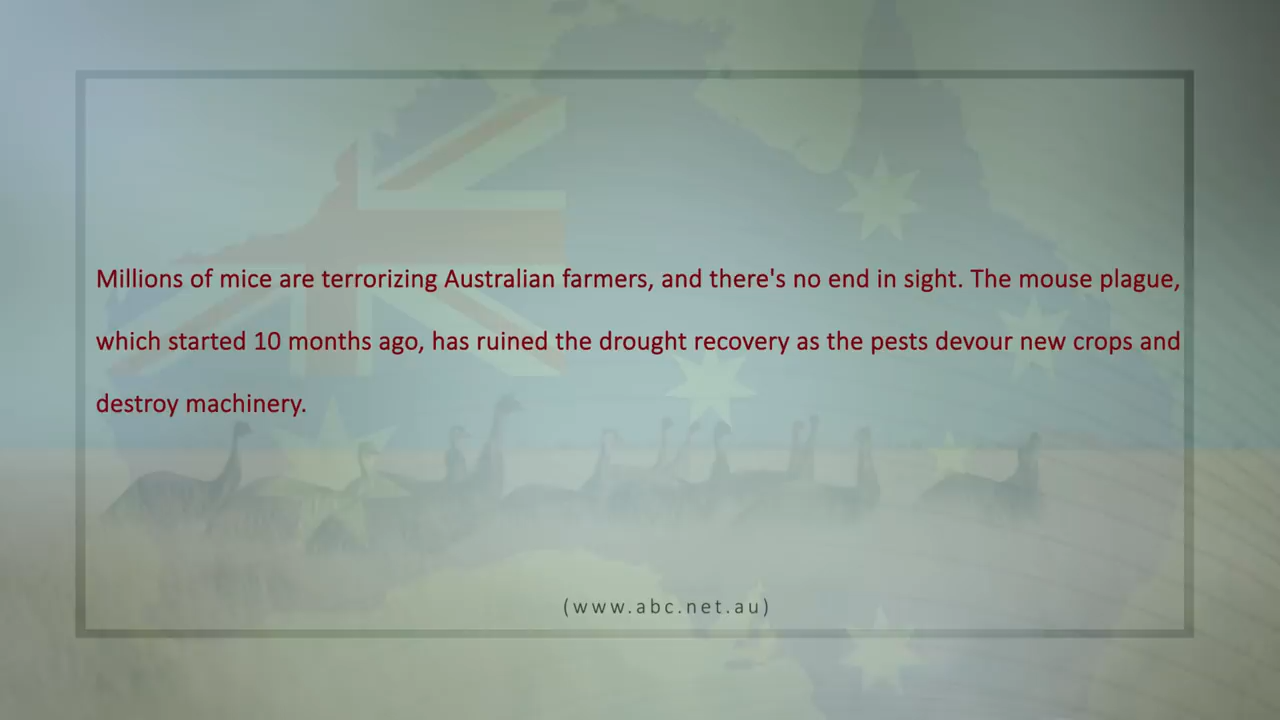 Millions of mice are terrorizing Australian farmers, and there's no end in sight. The mouse plague,
which started 10 months ago, has ruined the drought recovery as the pests devour new crops and
destroy machinery.
(www.abc.net.au)